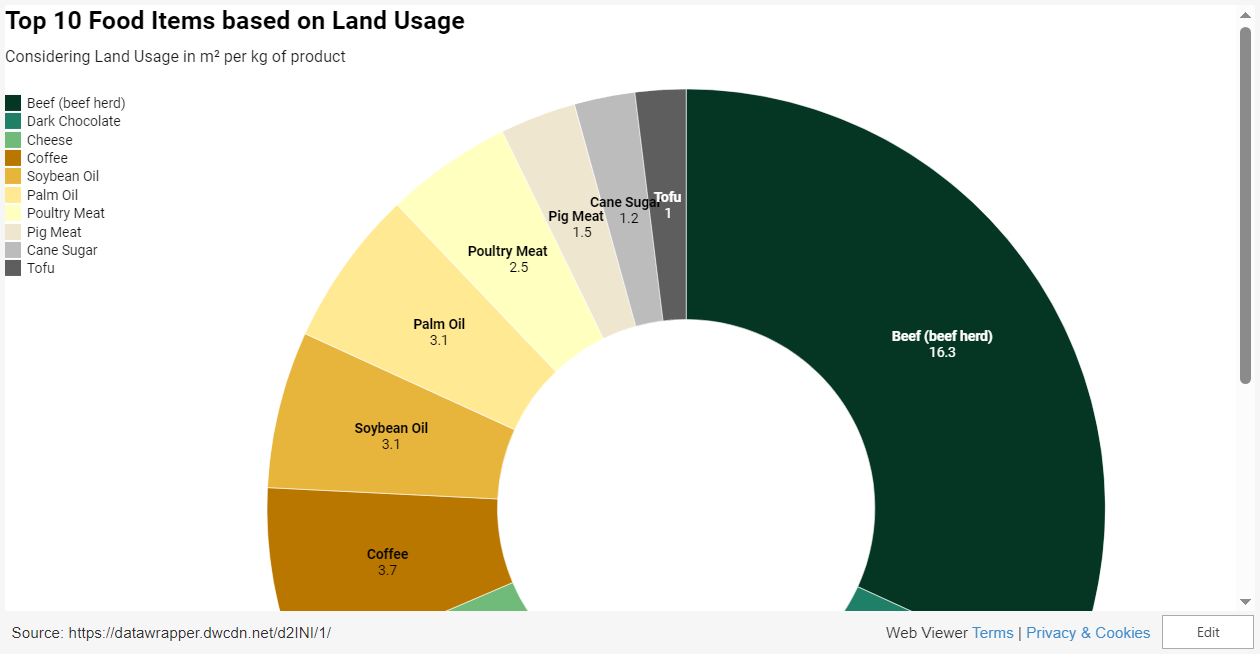 Top 10 Food Items based on Land Usage
Considering Land Usage in m² per kg of product
Beef (beef herd)
Dark Chocolate
Cheese
Coffee
Soybean Oil
Palm Oil
Poultry Meat
Pig Meat
Cane Sugar
Tofu
Tofu
1
Cane Sugar
1.2
Pig Meat
1.5
Poultry Meat
2.5
Palm Oil
3.1
Beef (beef herd)
16.3
Soybean Oil
3.1
Coffee
3.7
Source: https://datawrapper.dwcdn.net/d2INI/1/
Web Viewer Terms | Privacy & Cookies
Edit